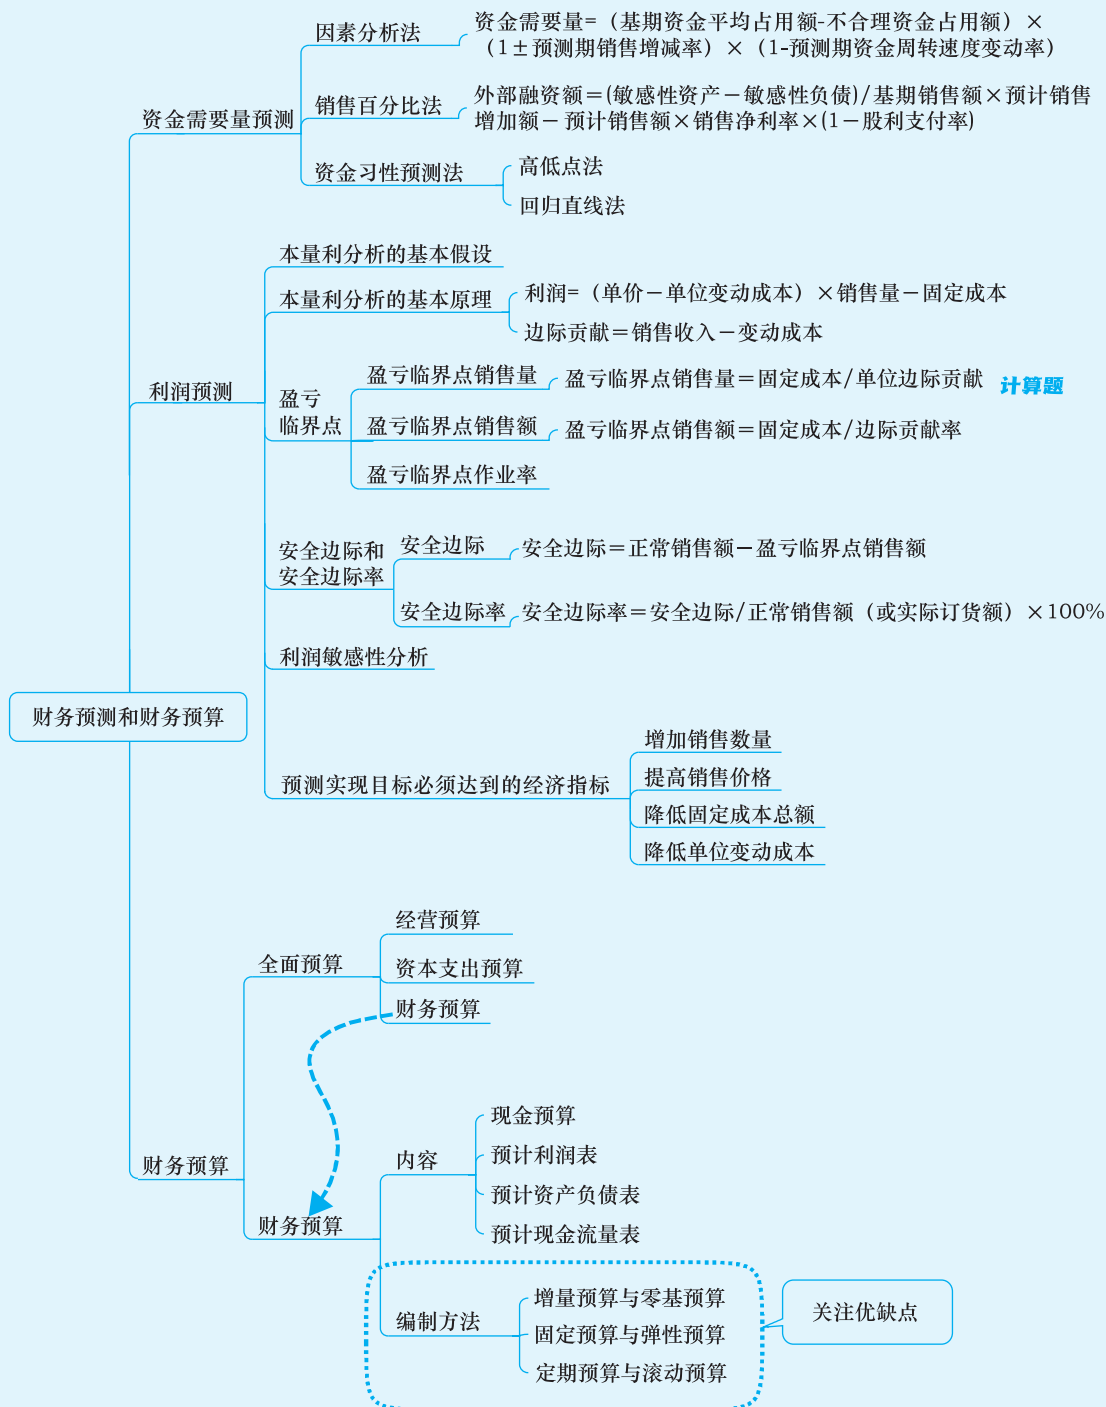 因素分析法
资金需要量=（基期资金平均占用额-不合理资金占用额）×
（1±预测期销售增减率）×（1-预测期资金周转速度变动率）
销售百分比法
外部融资额＝(敏感性资产－敏感性负债)/基期销售额×预计销售
增加额－预计销售额×销售净利率×(1－股利支付率)
资金需要量预测
资金习性预测法
高低点法
回归直线法
本量利分析的基本假设
本量利分析的基本原理
利润=（单价－单位变动成本）×销售量－固定成本
边际贡献＝销售收入－变动成本
利润预测
盈亏
临界点
盈亏临界点销售量
盈亏临界点销售量＝固定成本/单位边际贡献
计算题
盈亏临界点销售额
盈亏临界点销售额＝固定成本/边际贡献率
盈亏临界点作业率
安全边际和
安全边际率
安全边际
安全边际＝正常销售额－盈亏临界点销售额
安全边际率
安全边际率＝安全边际/正常销售额（或实际订货额）×100%
利润敏感性分析
财务预测和财务预算
预测实现目标必须达到的经济指标
增加销售数量
提高销售价格
降低固定成本总额
降低单位变动成本
全面预算
经营预算
资本支出预算
财务预算
财务预算
财务预算
内容
现金预算
预计利润表
预计资产负债表
预计现金流量表
编制方法
增量预算与零基预算
固定预算与弹性预算
定期预算与滚动预算
关注优缺点